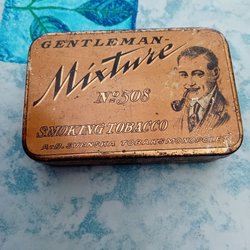 GENTLEMAN-
Mixture
No 508
SMOKING TOBACCO
A-B. SVENSKA TOBAKSMONOPOLET